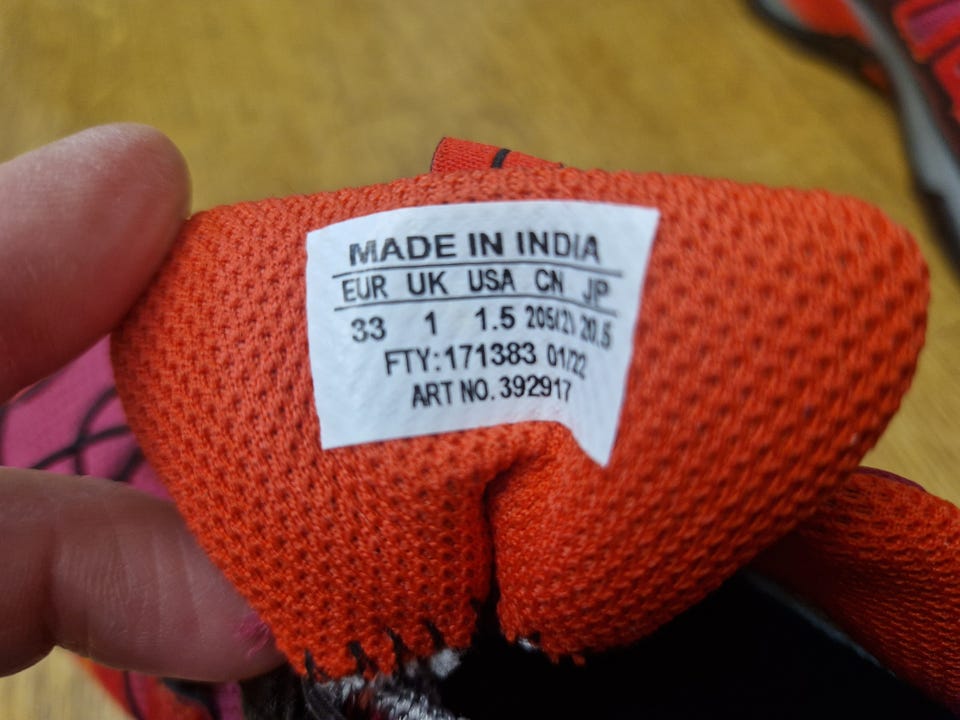 MADE IN INDIA
EUR UK USA CN JP
33 1 1.5 205(2) 20.5
FTY:171383 01/22
ART NO. 392917